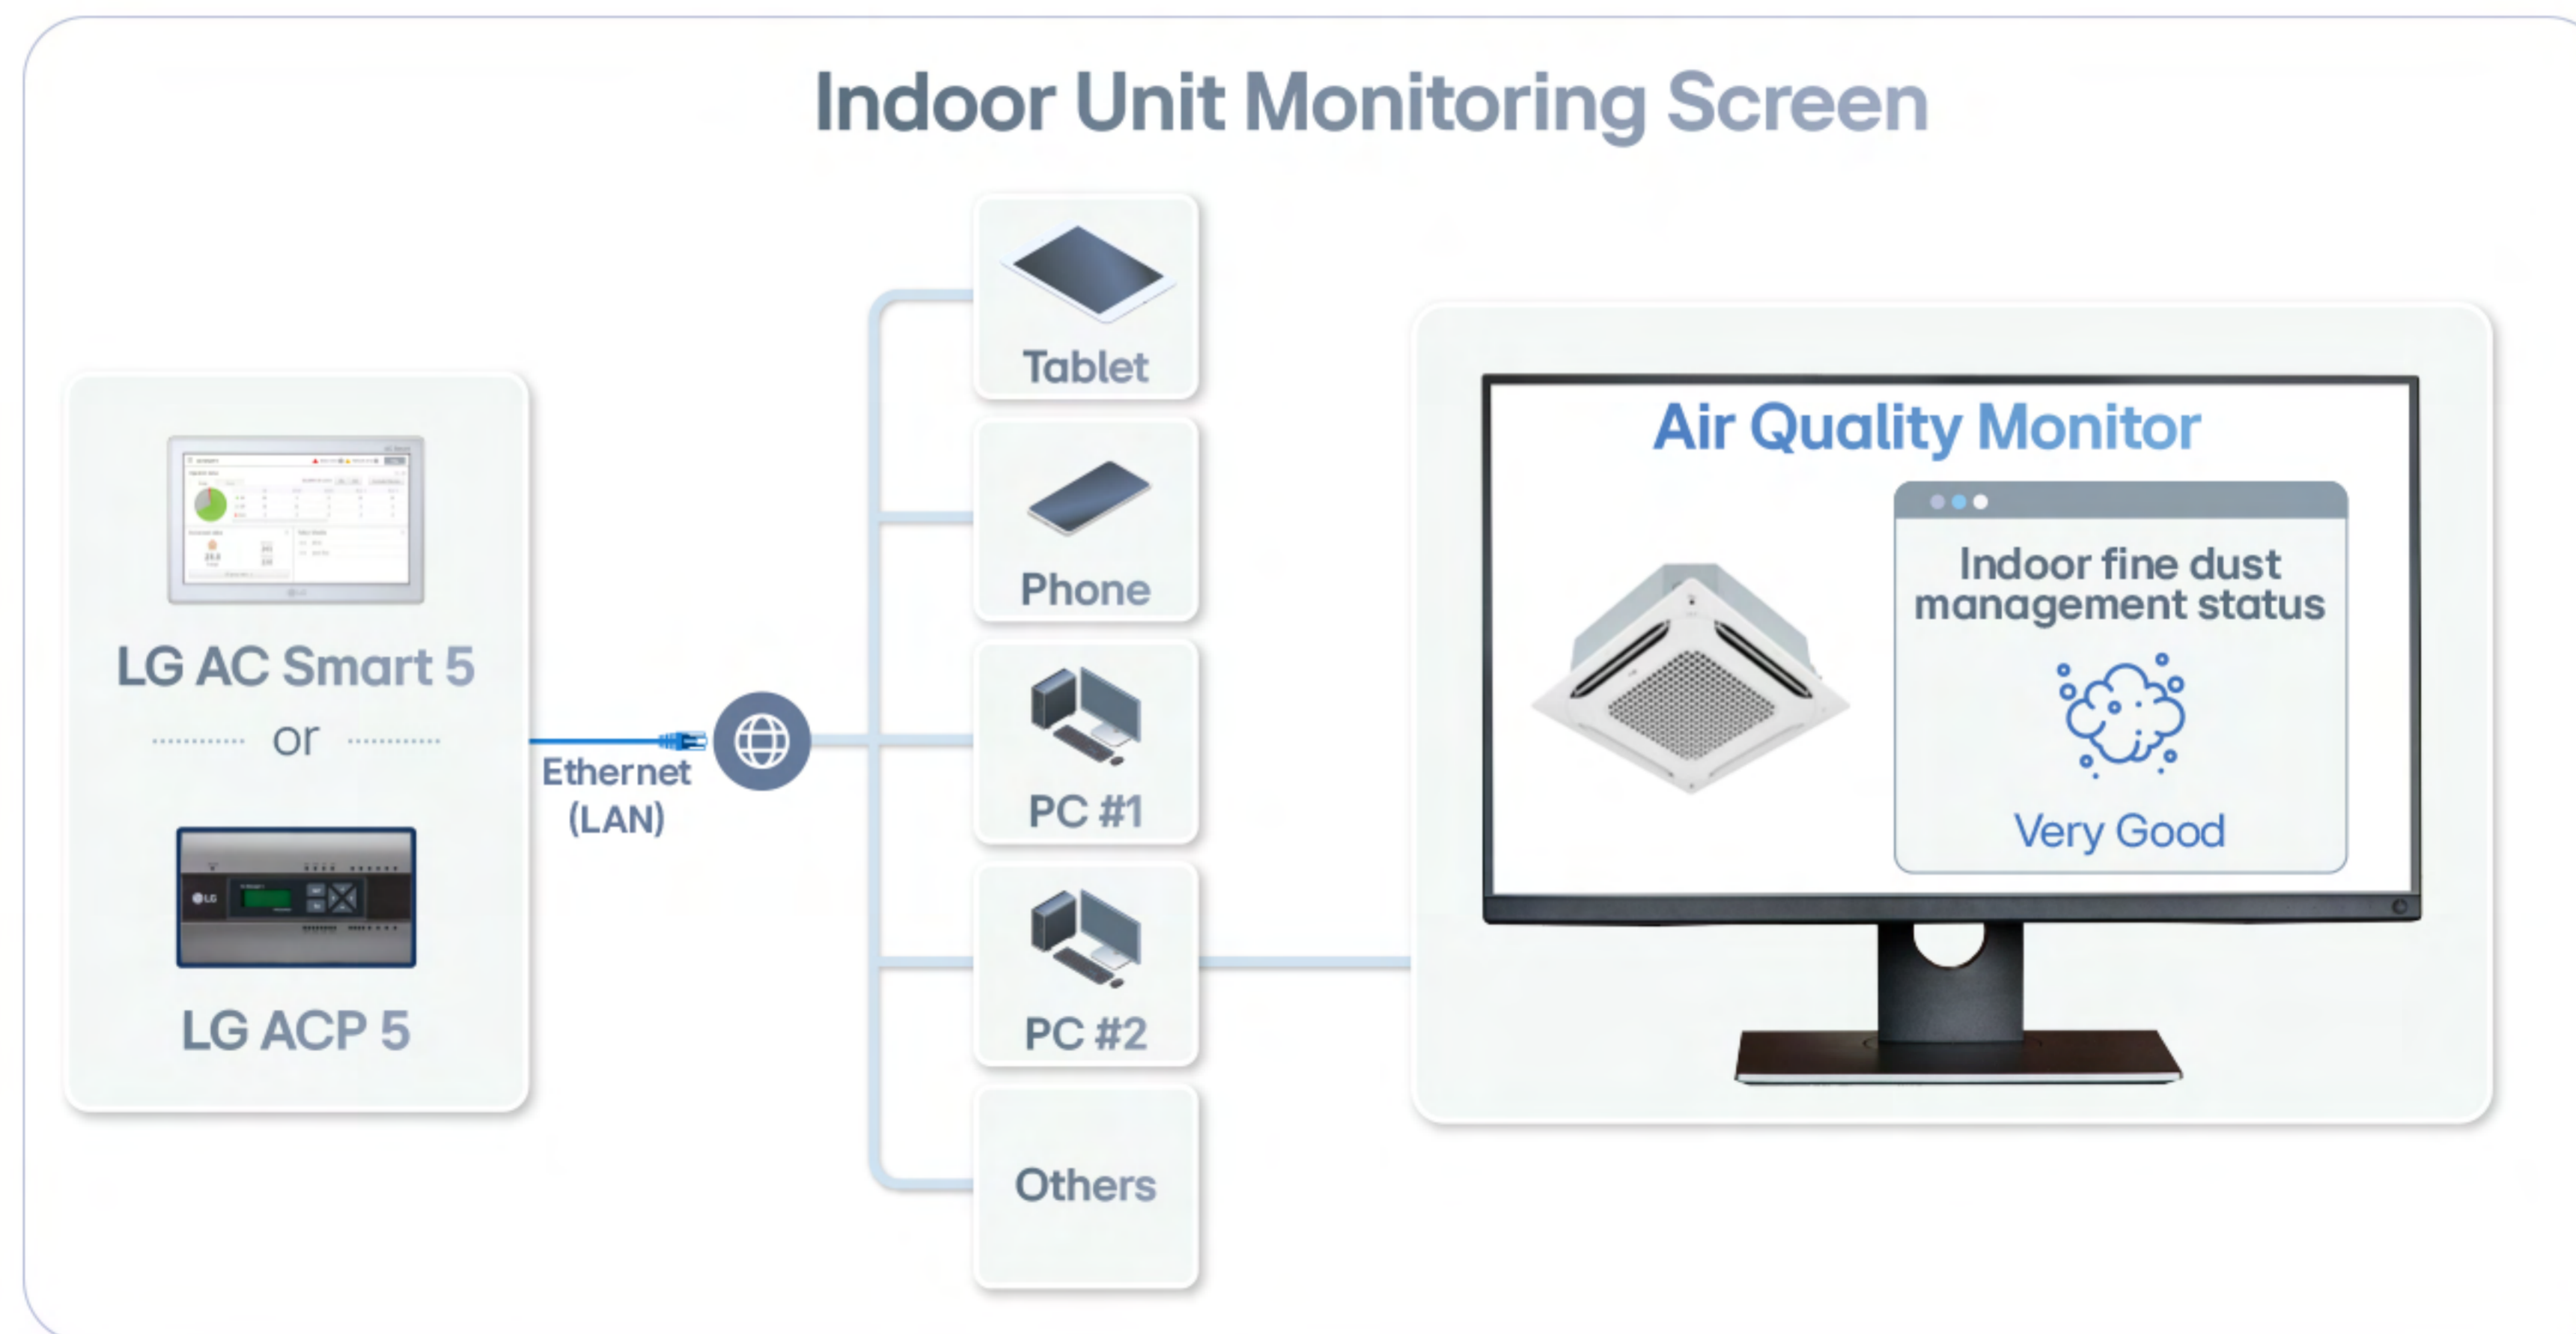 Indoor Unit Monitoring Screen
LG AC Smart 5
or
LG
LG ACP 5
Ethernet
(LAN)
Tablet
Phone
PC #1
PC #2
Others
Air Quality Monitor
Indoor fine dust
management status
Very Good